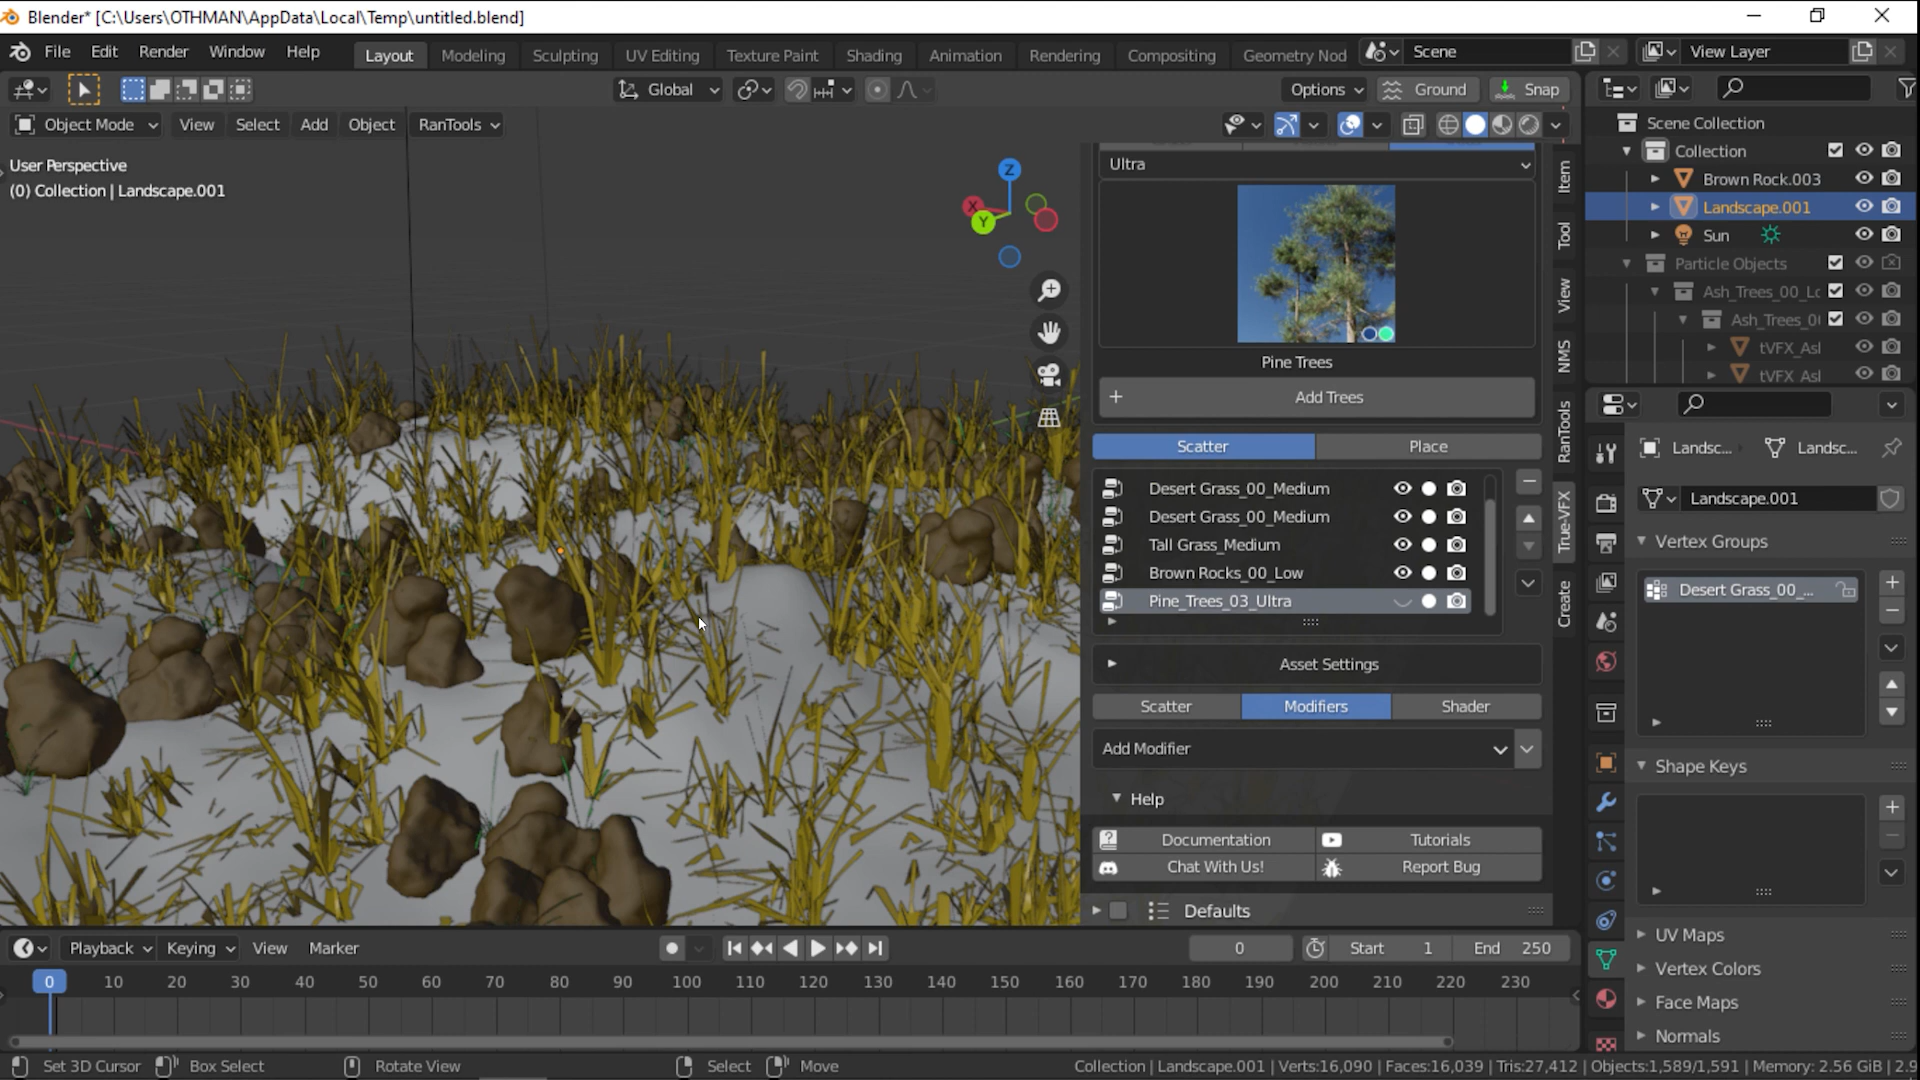 Blender* [C:\Users\OTHMAN\AppData\Local\Temp\untitled.blend]
File Edit Render Window Help Layout Modeling Sculpting UV Editing Texture Paint Shading Animation Rendering Compositing Geometry Nod Scene View Layer
Global Options Ground Snap
Object Mode View Select Add Object RanTools
User Perspective
(0) Collection | Landscape.001
Z
X
Y
Ultra
Pine Trees
+ Add Trees
Scatter Place
Desert Grass_00_Medium
Desert Grass_00_Medium
Tall Grass_Medium
Brown Rocks_00_Low
Pine_Trees_03_Ultra
Asset Settings
Scatter Modifiers Shader
Add Modifier
Help
Documentation Tutorials
Chat With Us! Report Bug
Defaults
Item
Tool
View
NMS
RanTools
True-VFX
Create
Scene Collection
Collection
Brown Rock.003
Landscape.001
Sun
Particle Objects
Ash_Trees_00_Lc
Ash_Trees_0
tVFX_Asl
tVFX_Asl
Landsc... Landsc...
Landscape.001
Vertex Groups
Desert Grass_00_...
Shape Keys
UV Maps
Vertex Colors
Face Maps
Normals
Playback Keying View Marker 0 Start 1 End 250
0 10 20 30 40 50 60 70 80 90 100 110 120 130 140 150 160 170 180 190 200 210 220 230
Set 3D Cursor Box Select Rotate View Select Move Collection | Landscape.001 | Verts:16,090 | Faces:16,039 | Tris:27,412 | Objects:1,589/1,591 | Memory: 2.56 GiB | 2.9